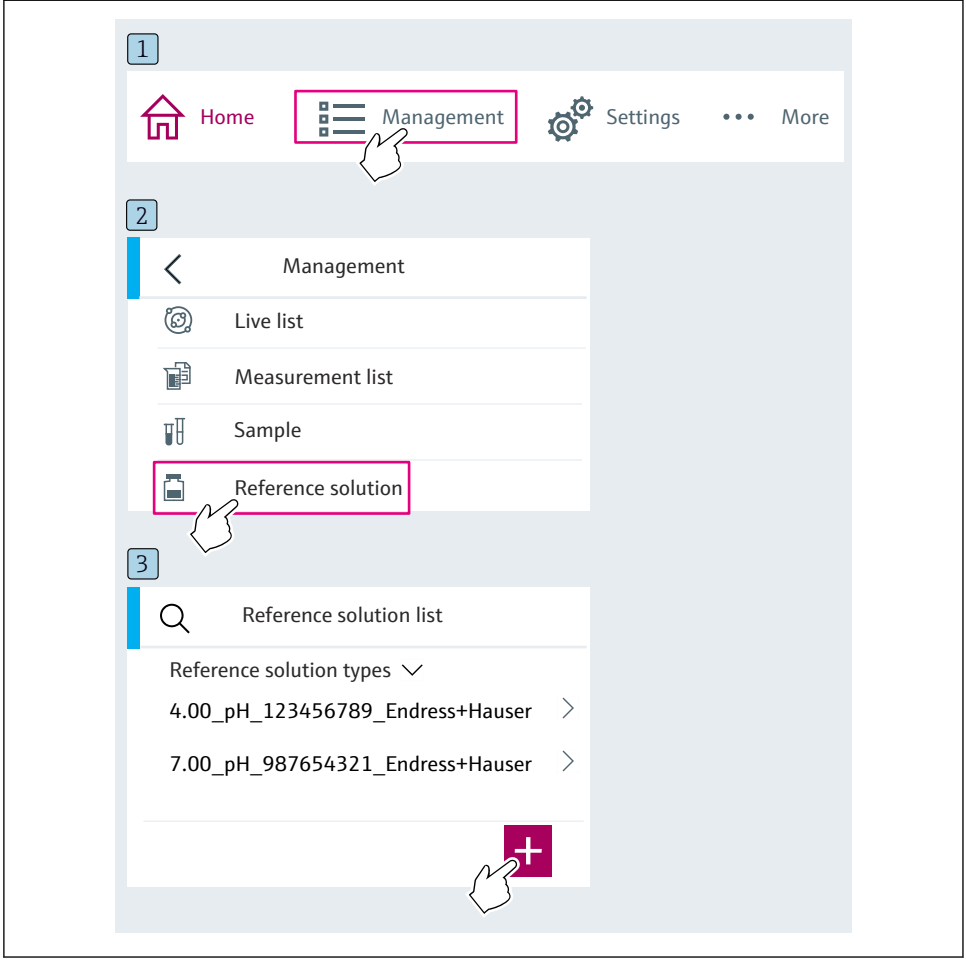 1
Home Management Settings More
2
Management
Live list
Measurement list
Sample
Reference solution
3
Reference solution list
Reference solution types
4.00_pH_123456789_Endress+Hauser
7.00_pH_987654321_Endress+Hauser